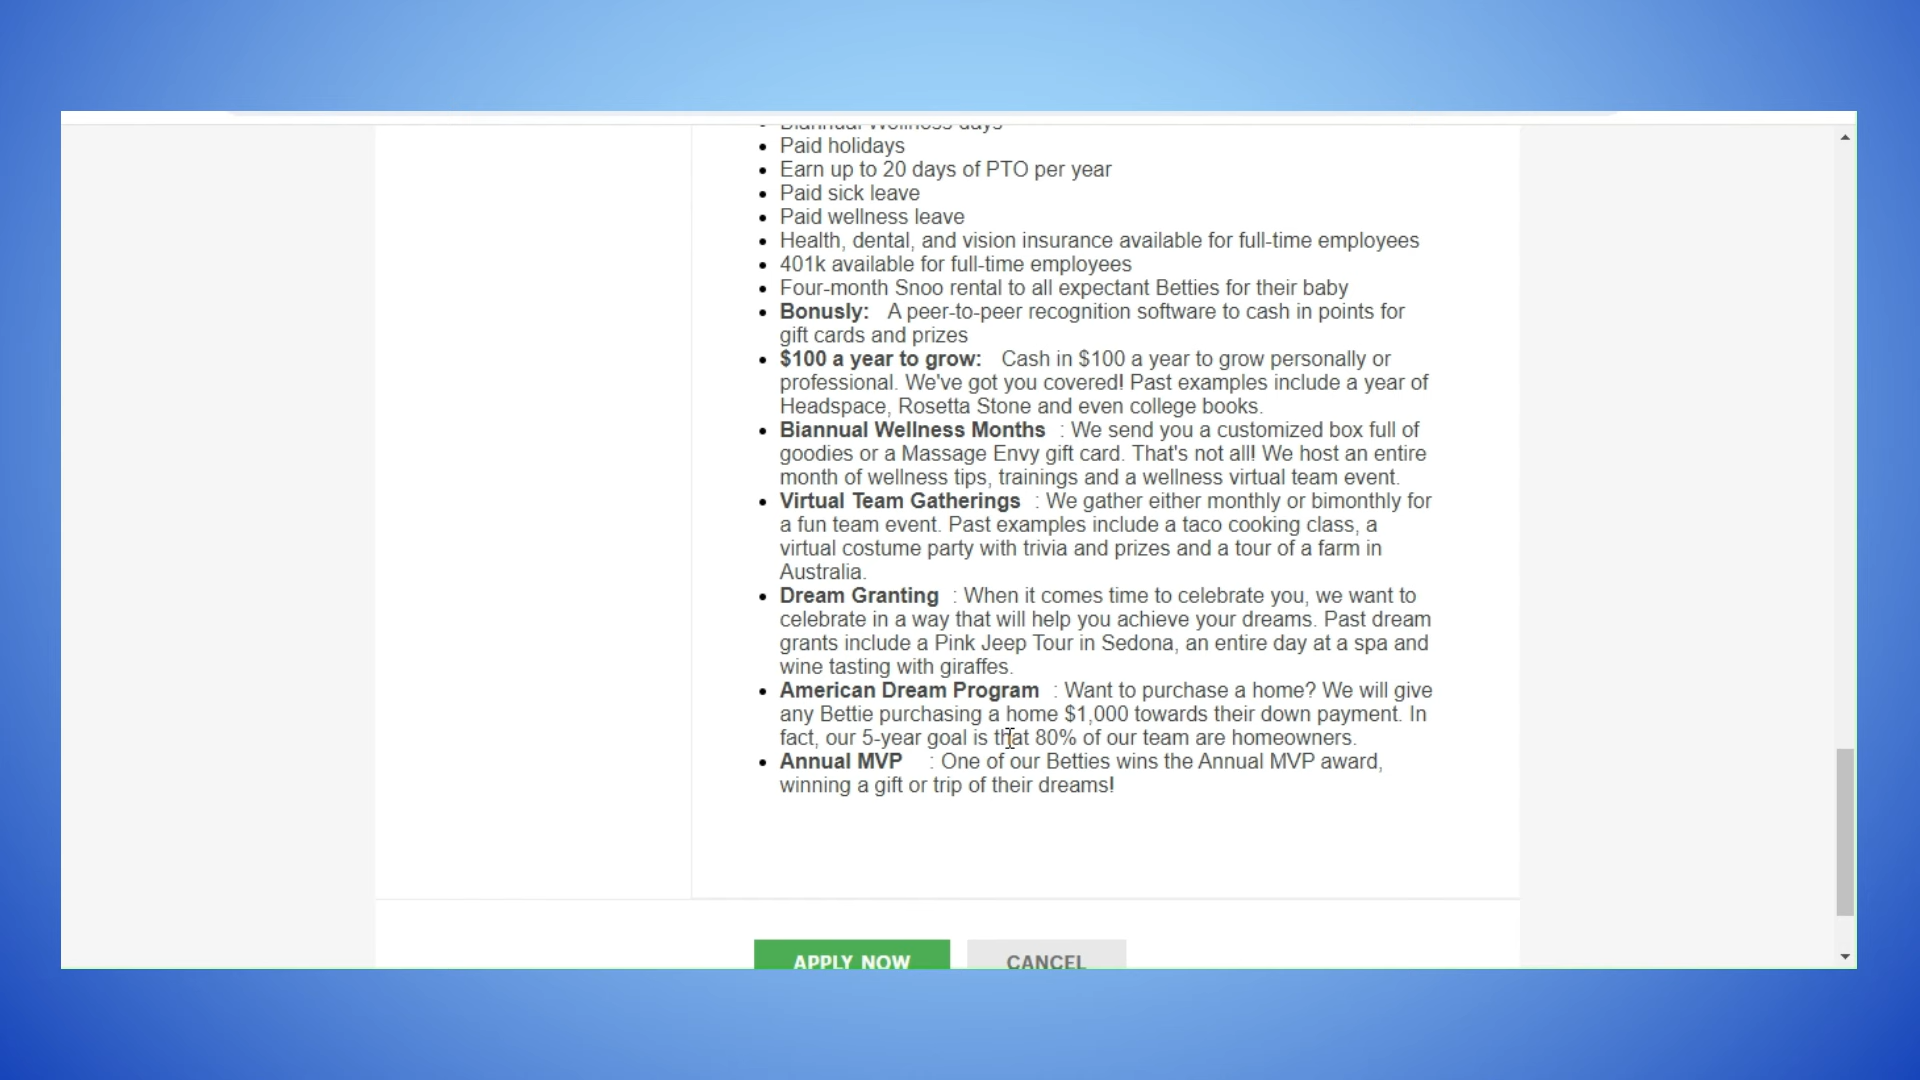 Biannual Wellness days
Paid holidays
Earn up to 20 days of PTO per year
Paid sick leave
Paid wellness leave
Health, dental, and vision insurance available for full-time employees
401k available for full-time employees
Four-month Snoo rental to all expectant Betties for their baby
Bonusly: A peer-to-peer recognition software to cash in points for
gift cards and prizes
$100 a year to grow: Cash in $100 a year to grow personally or
professional. We've got you covered! Past examples include a year of
Headspace, Rosetta Stone and even college books.
Biannual Wellness Months : We send you a customized box full of
goodies or a Massage Envy gift card. That's not all! We host an entire
month of wellness tips, trainings and a wellness virtual team event.
Virtual Team Gatherings : We gather either monthly or bimonthly for
a fun team event. Past examples include a taco cooking class, a
virtual costume party with trivia and prizes and a tour of a farm in
Australia.
Dream Granting : When it comes time to celebrate you, we want to
celebrate in a way that will help you achieve your dreams. Past dream
grants include a Pink Jeep Tour in Sedona, an entire day at a spa and
wine tasting with giraffes.
American Dream Program : Want to purchase a home? We will give
any Bettie purchasing a home $1,000 towards their down payment. In
fact, our 5-year goal is that 80% of our team are homeowners.
Annual MVP : One of our Betties wins the Annual MVP award,
winning a gift or trip of their dreams!
APPLY NOW CANCEL